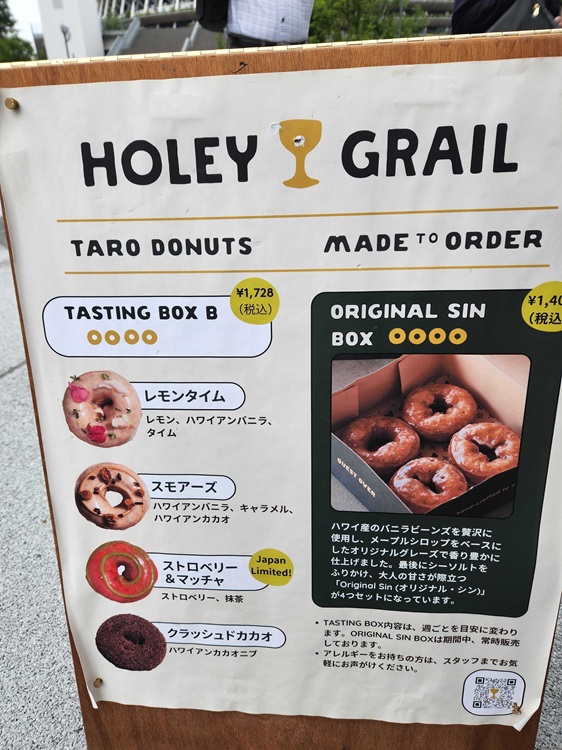 HOLEY GRAIL
TARO DONUTS
MADE TO ORDER
TASTING BOX B
¥1,728
(税込)
レモンタイム
レモン、ハワイアンバニラ、
タイム
スモアーズ
ハワイアンバニラ、キャラメル、
ハワイアンカカオ
ストロベリー
&マッチャ
Japan
Limited!
ストロベリー、抹茶
クラッシュドカカオ
ハワイアンカカオニブ
ORIGINAL SIN
BOX
¥1,40
(税込
QUEST OVER
ハワイ産のバニラビーンズを贅沢に
使用し、メープルシロップをベースに
したオリジナルグレーズで香り豊かに
仕上げました。最後にシーソルトを
ふりかけ、大人の甘さが際立つ
「Original Sin (オリジナル・シン)」
が4つセットになっています。
• TASTING BOX内容は、週ごとを目安に変わり
ます。ORIGINAL SIN BOXは期間中、常時販売
しております。
• アレルギーをお持ちの方は、スタッフまでお気
軽にお声がけください。